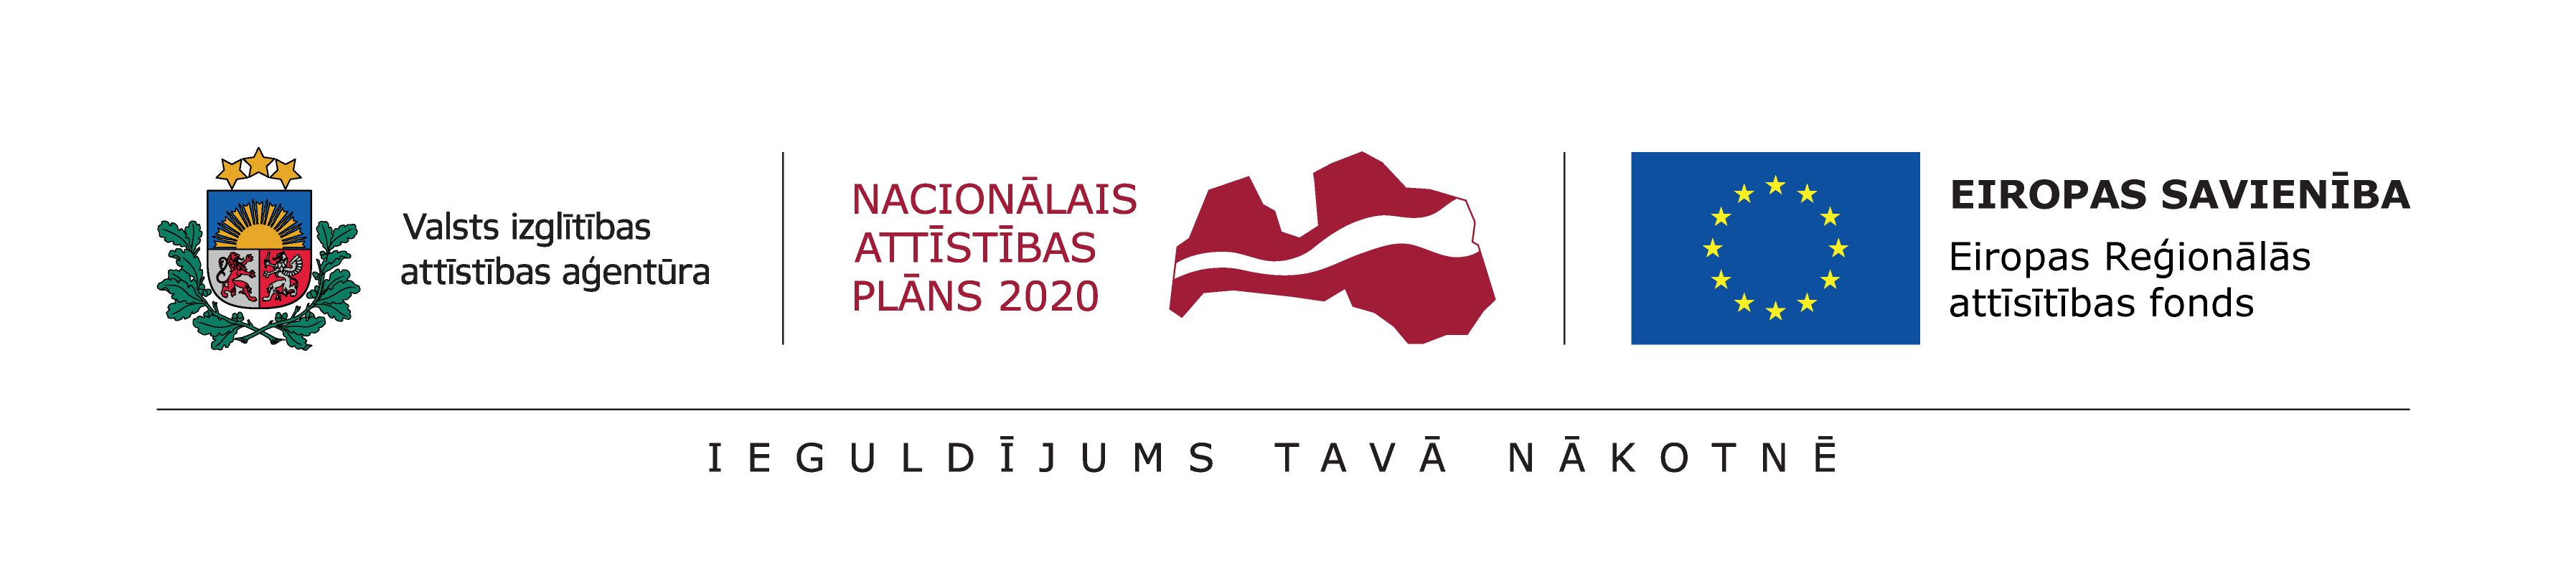 Valsts izglītības
attīstības aģentūra
NACIONĀLAIS
ATTĪSTĪBAS
PLĀNS 2020
EIROPAS SAVIENĪBA
Eiropas Reģionālās
attīsītības fonds
IEGULDĪJUMS TAVĀ NĀKOTNĒ